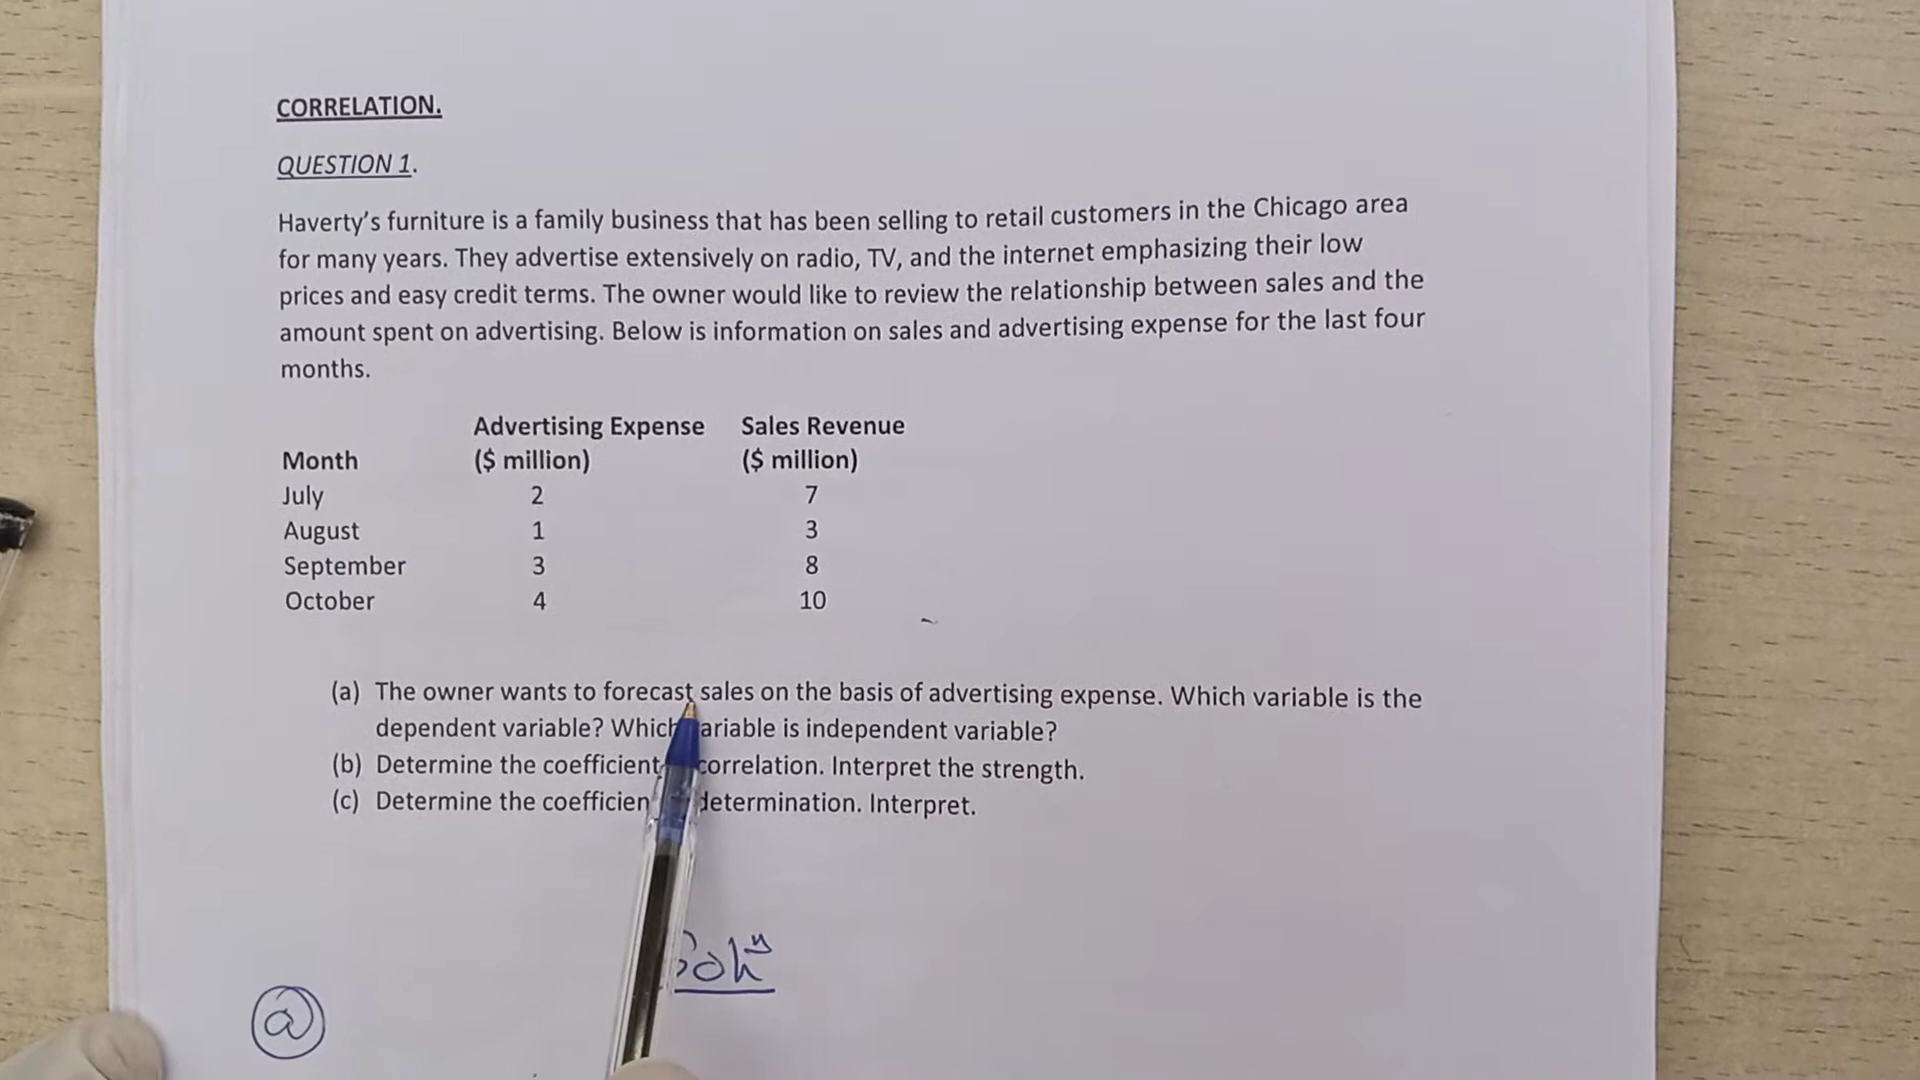 CORRELATION.
QUESTION 1.
Haverty's furniture is a family business that has been selling to retail customers in the Chicago area
for many years. They advertise extensively on radio, TV, and the internet emphasizing their low
prices and easy credit terms. The owner would like to review the relationship between sales and the
amount spent on advertising. Below is information on sales and advertising expense for the last four
months.
Advertising Expense Sales Revenue
Month ($ million) ($ million)
July 2 7
August 1 3
September 3 8
October 4 10
(a) The owner wants to forecast sales on the basis of advertising expense. Which variable is the
dependent variable? Which variable is independent variable?
(b) Determine the coefficient correlation. Interpret the strength.
(c) Determine the coefficient determination. Interpret.
Soln
a